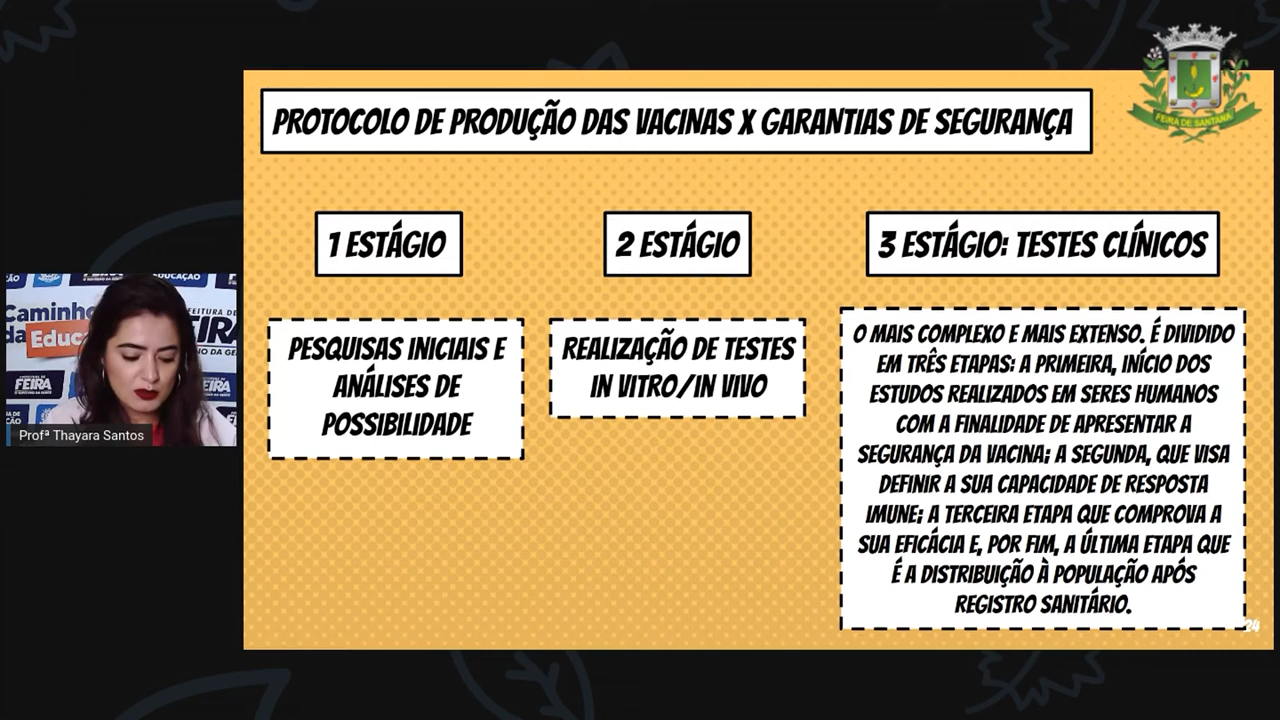 PROTOCOLO DE PRODUÇÃO DAS VACINAS X GARANTIAS DE SEGURANÇA
FEIRA DE SANTANA
1 ESTÁGIO
2 ESTÁGIO
3 ESTÁGIO: TESTES CLÍNICOS
PESQUISAS INICIAIS E
ANÁLISES DE
POSSIBILIDADE
REALIZAÇÃO DE TESTES
IN VITRO/IN VIVO
O MAIS COMPLEXO E MAIS EXTENSO. É DIVIDIDO
EM TRÊS ETAPAS: A PRIMEIRA, INÍCIO DOS
ESTUDOS REALIZADOS EM SERES HUMANOS
COM A FINALIDADE DE APRESENTAR A
SEGURANÇA DA VACINA; A SEGUNDA, QUE VISA
DEFINIR A SUA CAPACIDADE DE RESPOSTA
IMUNE; A TERCEIRA ETAPA QUE COMPROVA A
SUA EFICÁCIA E, POR FIM, A ÚLTIMA ETAPA QUE
É A DISTRIBUIÇÃO À POPULAÇÃO APÓS
REGISTRO SANITÁRIO.
24
Caminho
da Educ
FEIRA
Profª Thayara Santos